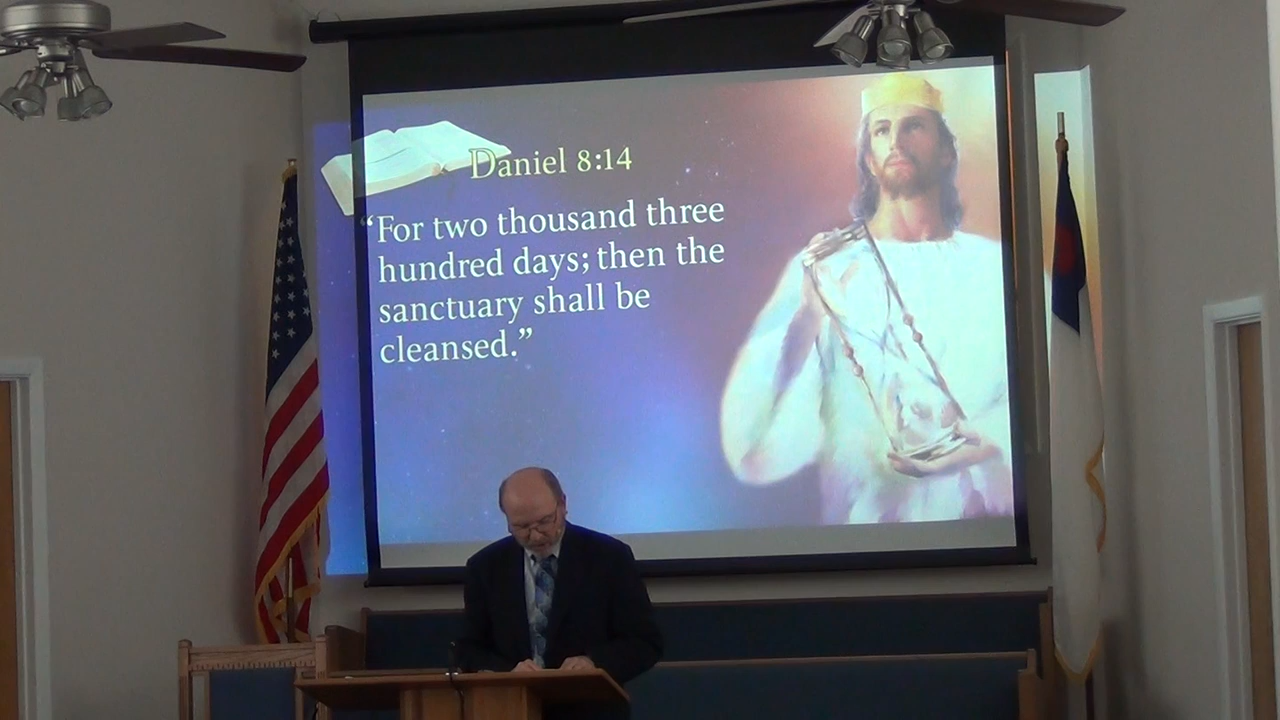 Daniel 8:14
“For two thousand three
hundred days; then the
sanctuary shall be
cleansed.”